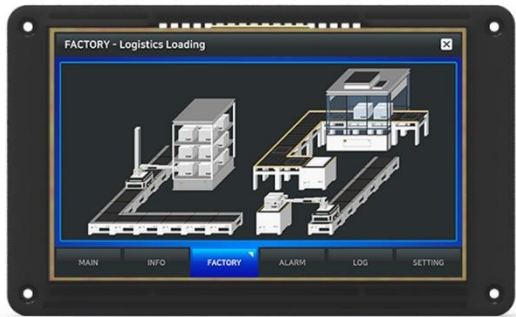 FACTORY - Logistics Loading
MAIN INFO FACTORY ALARM LOG SETTING